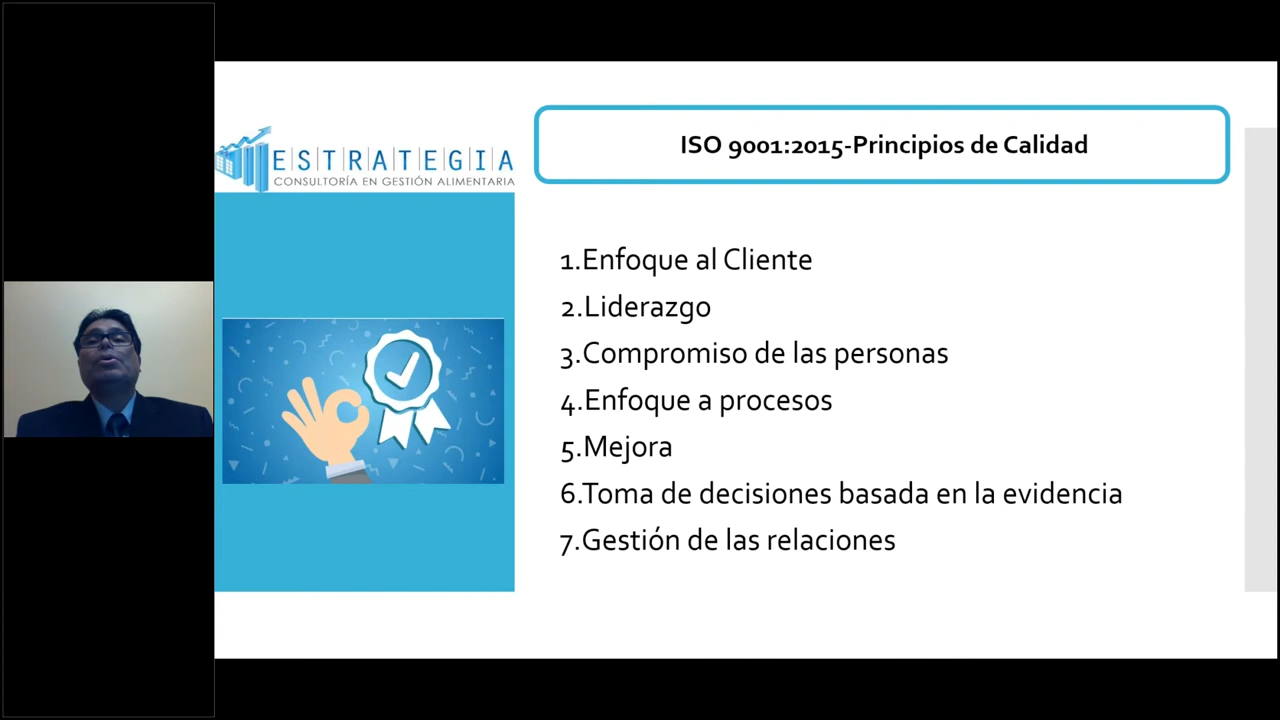 ESTRATEGIA
CONSULTORÍA EN GESTIÓN ALIMENTARIA
ISO 9001:2015-Principios de Calidad
1.Enfoque al Cliente
2.Liderazgo
3.Compromiso de las personas
4.Enfoque a procesos
5.Mejora
6.Toma de decisiones basada en la evidencia
7.Gestión de las relaciones